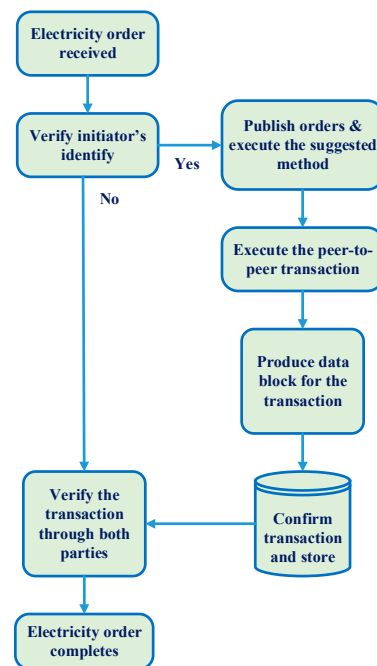 Electricity order
received
Verify initiator's
identify
Yes
No
Publish orders &
execute the suggested
method
Execute the peer-to-
peer transaction
Produce data
block for the
transaction
Confirm
transaction
and store
Verify the
transaction
through both
parties
Electricity order
completes